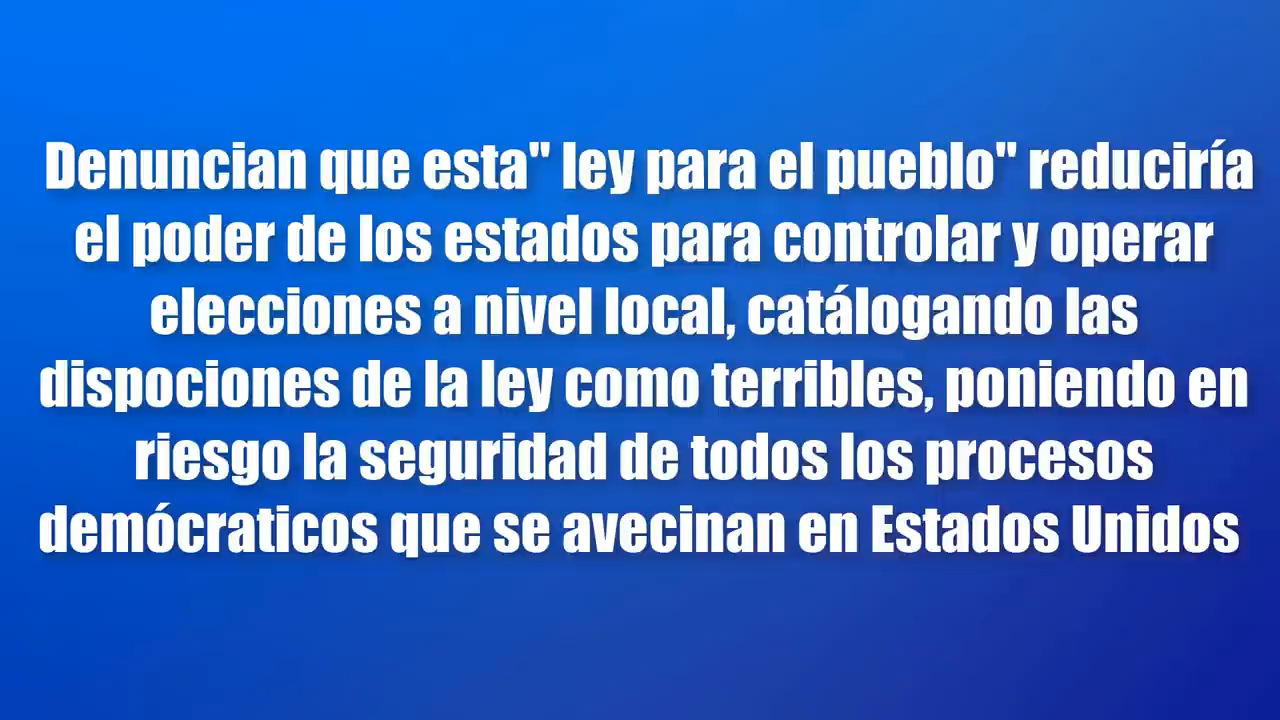 Denuncian que esta" ley para el pueblo" reduciría
el poder de los estados para controlar y operar
elecciones a nivel local, catálogando las
dispociones de la ley como terribles, poniendo en
riesgo la seguridad de todos los procesos
demócraticos que se avecinan en Estados Unidos